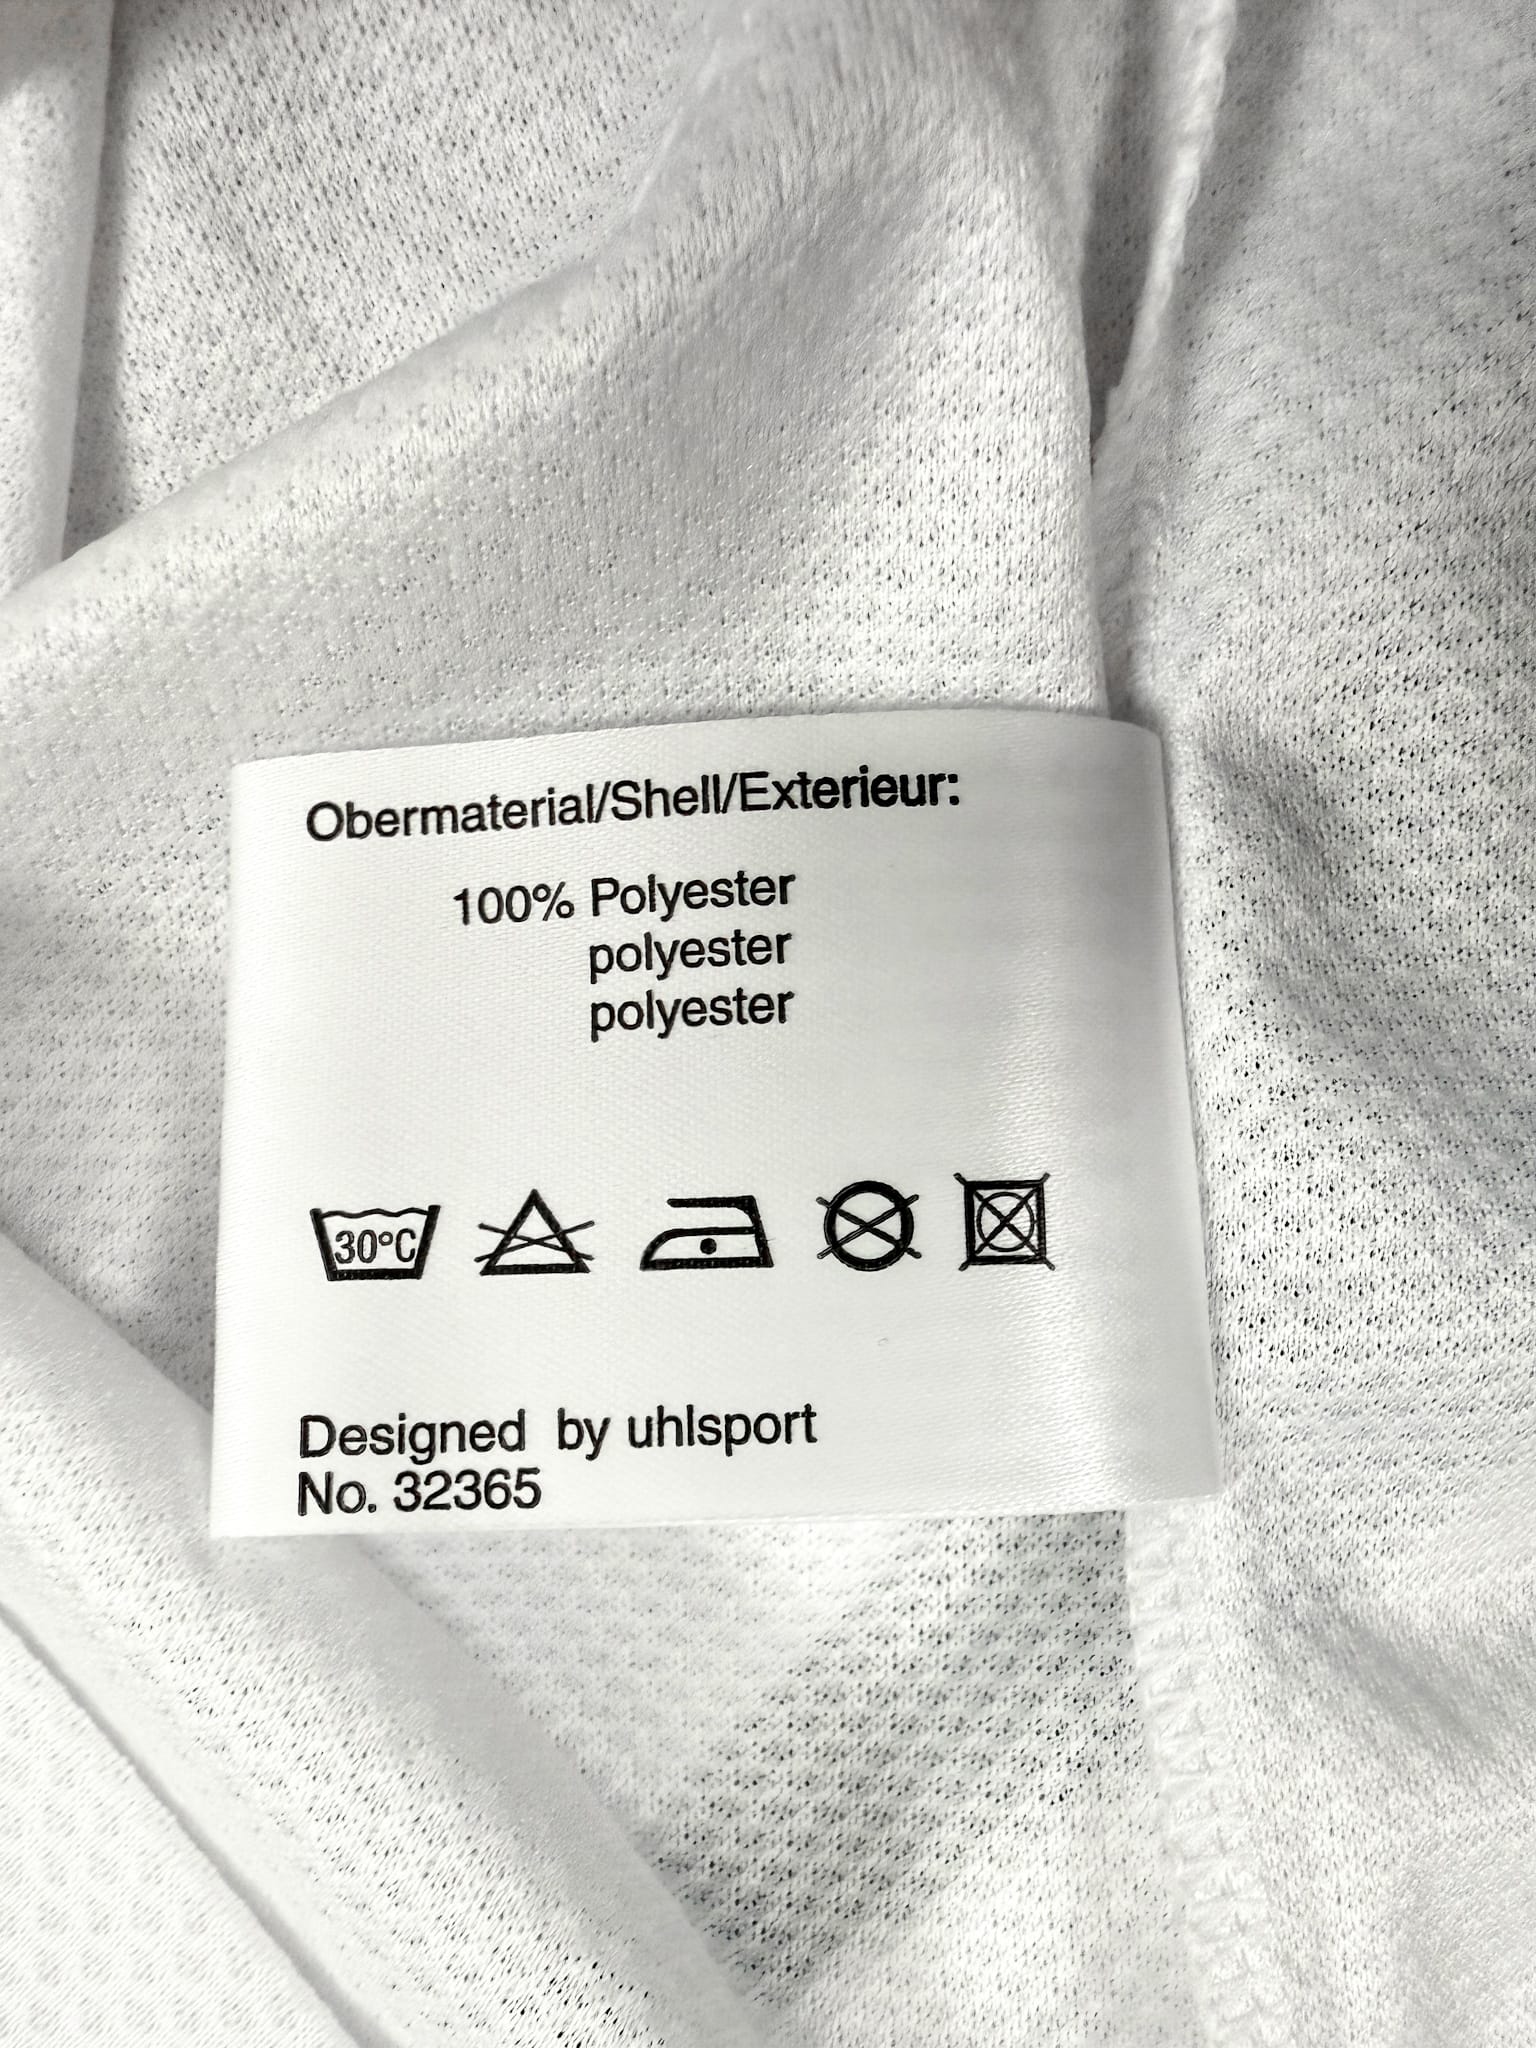 Obermaterial/Shell/Exterieur:
100% Polyester
polyester
polyester
30°C
Designed by uhlsport
No. 32365